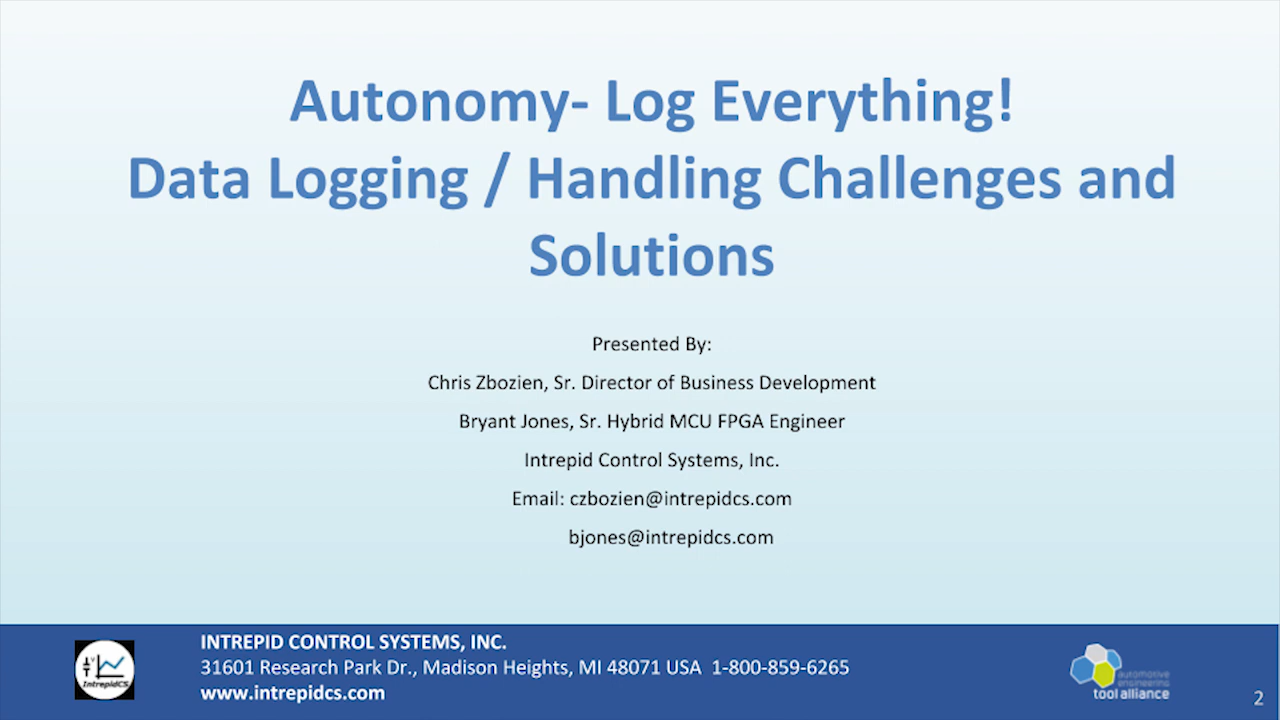 Autonomy- Log Everything!
Data Logging / Handling Challenges and
Solutions
Presented By:
Chris Zbozien, Sr. Director of Business Development
Bryant Jones, Sr. Hybrid MCU FPGA Engineer
Intrepid Control Systems, Inc.
Email: czbozien@intrepidcs.com
bjones@intrepidcs.com
INTREPID CONTROL SYSTEMS, INC.
31601 Research Park Dr., Madison Heights, MI 48071 USA 1-800-859-6265
www.intrepidcs.com
IntrepidCS
automotive
engineering
tool alliance
2